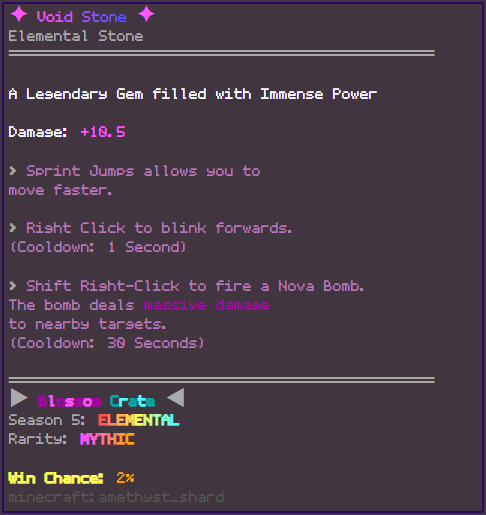 ✦ Void Stone ✦
Elemental Stone
A Legendary Gem filled with Immense Power
Damage: +10.5
> Sprint Jumps allows you to
move faster.
> Right Click to blink forwards.
(Cooldown: 1 Second)
> Shift Right-Click to fire a Nova Bomb.
The bomb deals massive damage
to nearby targets.
(Cooldown: 30 Seconds)
▶ Blossom Crate ◀
Season 5: ELEMENTAL
Rarity: MYTHIC
Win Chance: 2%
minecraft:amethyst_shard